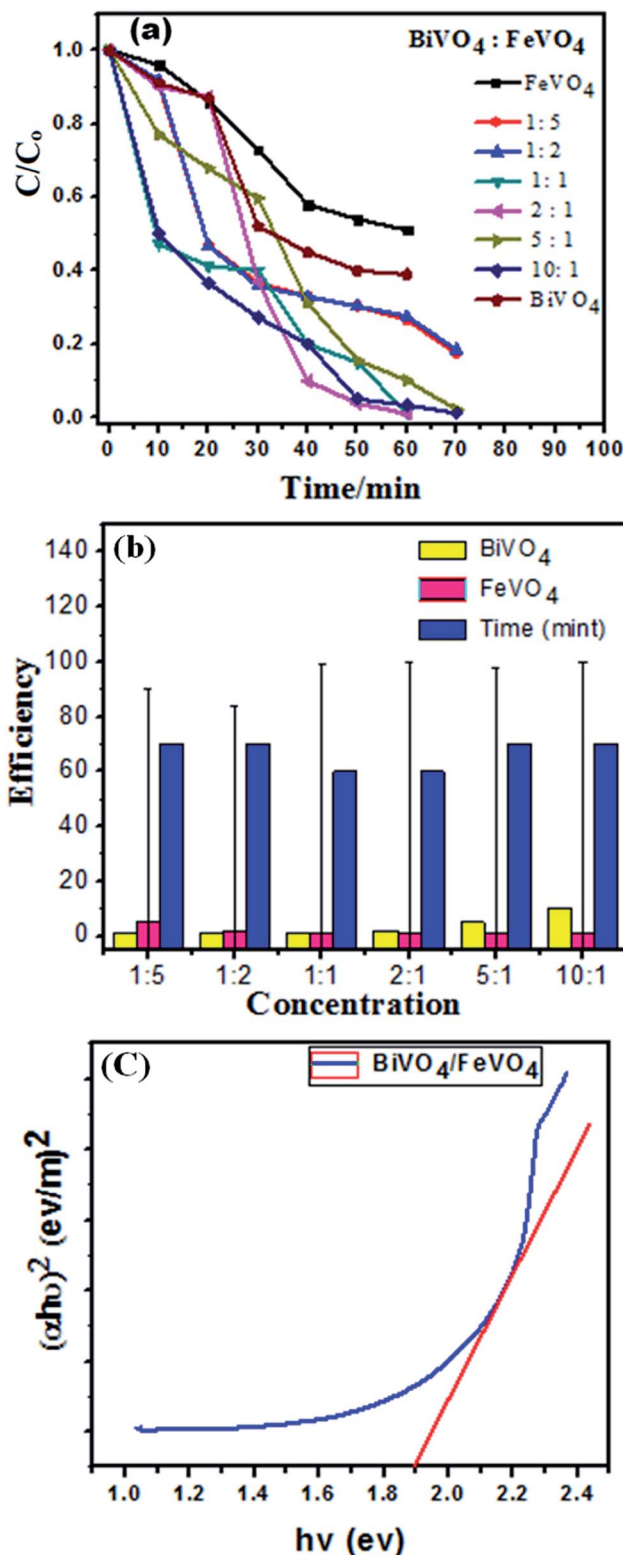 (a)
BiVO₄ : FeVO₄
FeVO₄
1: 5
1: 2
1: 1
2 : 1
5 : 1
10: 1
BiVO₄
C/Cₒ
1.0
0.8
0.6
0.4
0.2
0.0
0 10 20 30 40 50 60 70 80 90 100
Time/min
(b)
BiVO₄
FeVO₄
Time (mint)
Efficiency
140
120
100
80
60
40
20
0
1:5 1:2 1:1 2:1 5:1 10:1
Concentration
(C)
BiVO₄/FeVO₄
(αhυ)² (ev/m)²
1.0 1.2 1.4 1.6 1.8 2.0 2.2 2.4
hv (ev)